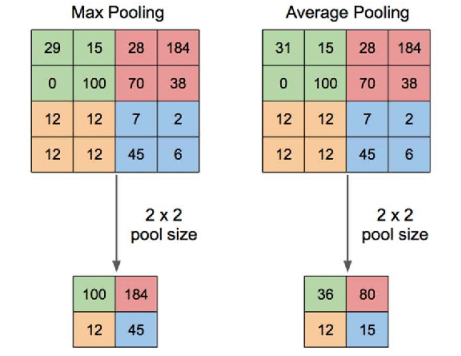 Max Pooling
29 15 28 184
0 100 70 38
12 12 7 2
12 12 45 6
2 x 2
pool size
100 184
12 45
Average Pooling
31 15 28 184
0 100 70 38
12 12 7 2
12 12 45 6
2 x 2
pool size
36 80
12 15